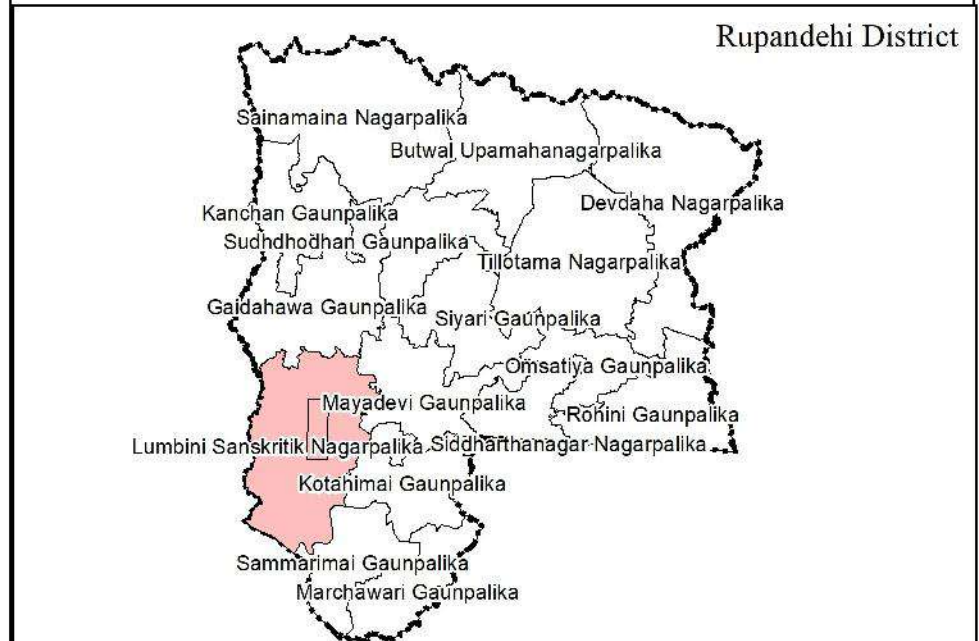 Rupandehi District
Sainamaina Nagarpalika
Butwal Upamahanagarpalika
Devdaha Nagarpalika
Kanchan Gaunpalika
Sudhdhodhan Gaunpalika
Tillotama Nagarpalika
Gaidahawa Gaunpalika
Siyari Gaunpalika
Omsatiya Gaunpalika
Mayadevi Gaunpalika
Rohini Gaunpalika
Lumbini Sanskritik Nagarpalika
Siddharthanagar Nagarpalika
Kotahimai Gaunpalika
Sammarimai Gaunpalika
Marchawari Gaunpalika